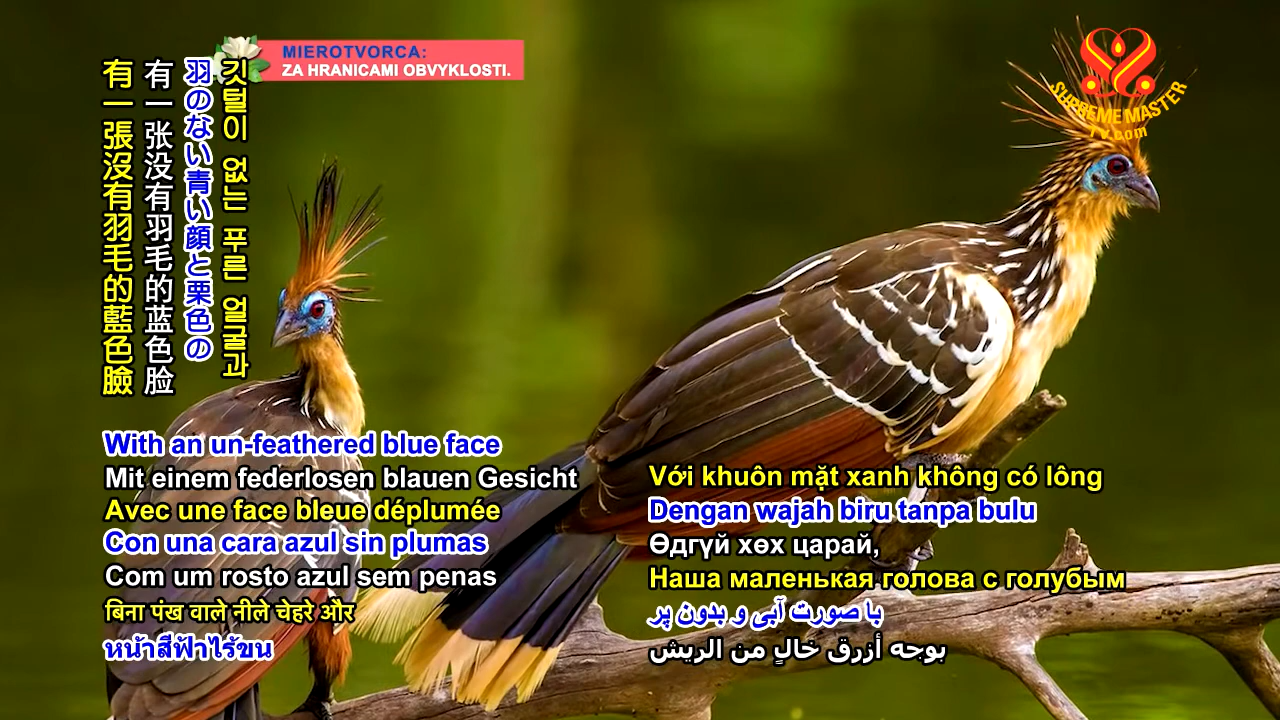 MIEROTVORCA:
ZA HRANICAMI OBVYKLOSTI.
SUPREME MASTER
TV.com
有一張沒有羽毛的藍色臉
有一张没有羽毛的蓝色脸
羽のない青い顔と栗色の
깃털이 없는 푸른 얼굴과
With an un-feathered blue face
Mit einem federlosen blauen Gesicht
Avec une face bleue déplumée
Con una cara azul sin plumas
Com um rosto azul sem penas
बिना पंख वाले नीले चेहरे और
หน้าสีฟ้าไร้ขน
Với khuôn mặt xanh không có lông
Dengan wajah biru tanpa bulu
Өдгүй хөх царай,
Наша маленькая голова с голубым
با صورت آبی و بدون پر
بوجه أزرق خالٍ من الريش